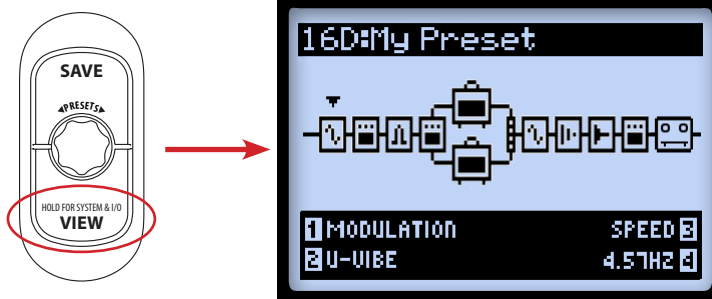 SAVE
◄PRESETS►
HOLD FOR SYSTEM & I/O
VIEW
16D:My Preset
1 MODULATION SPEED 3
2 U-VIBE 4.57HZ 4